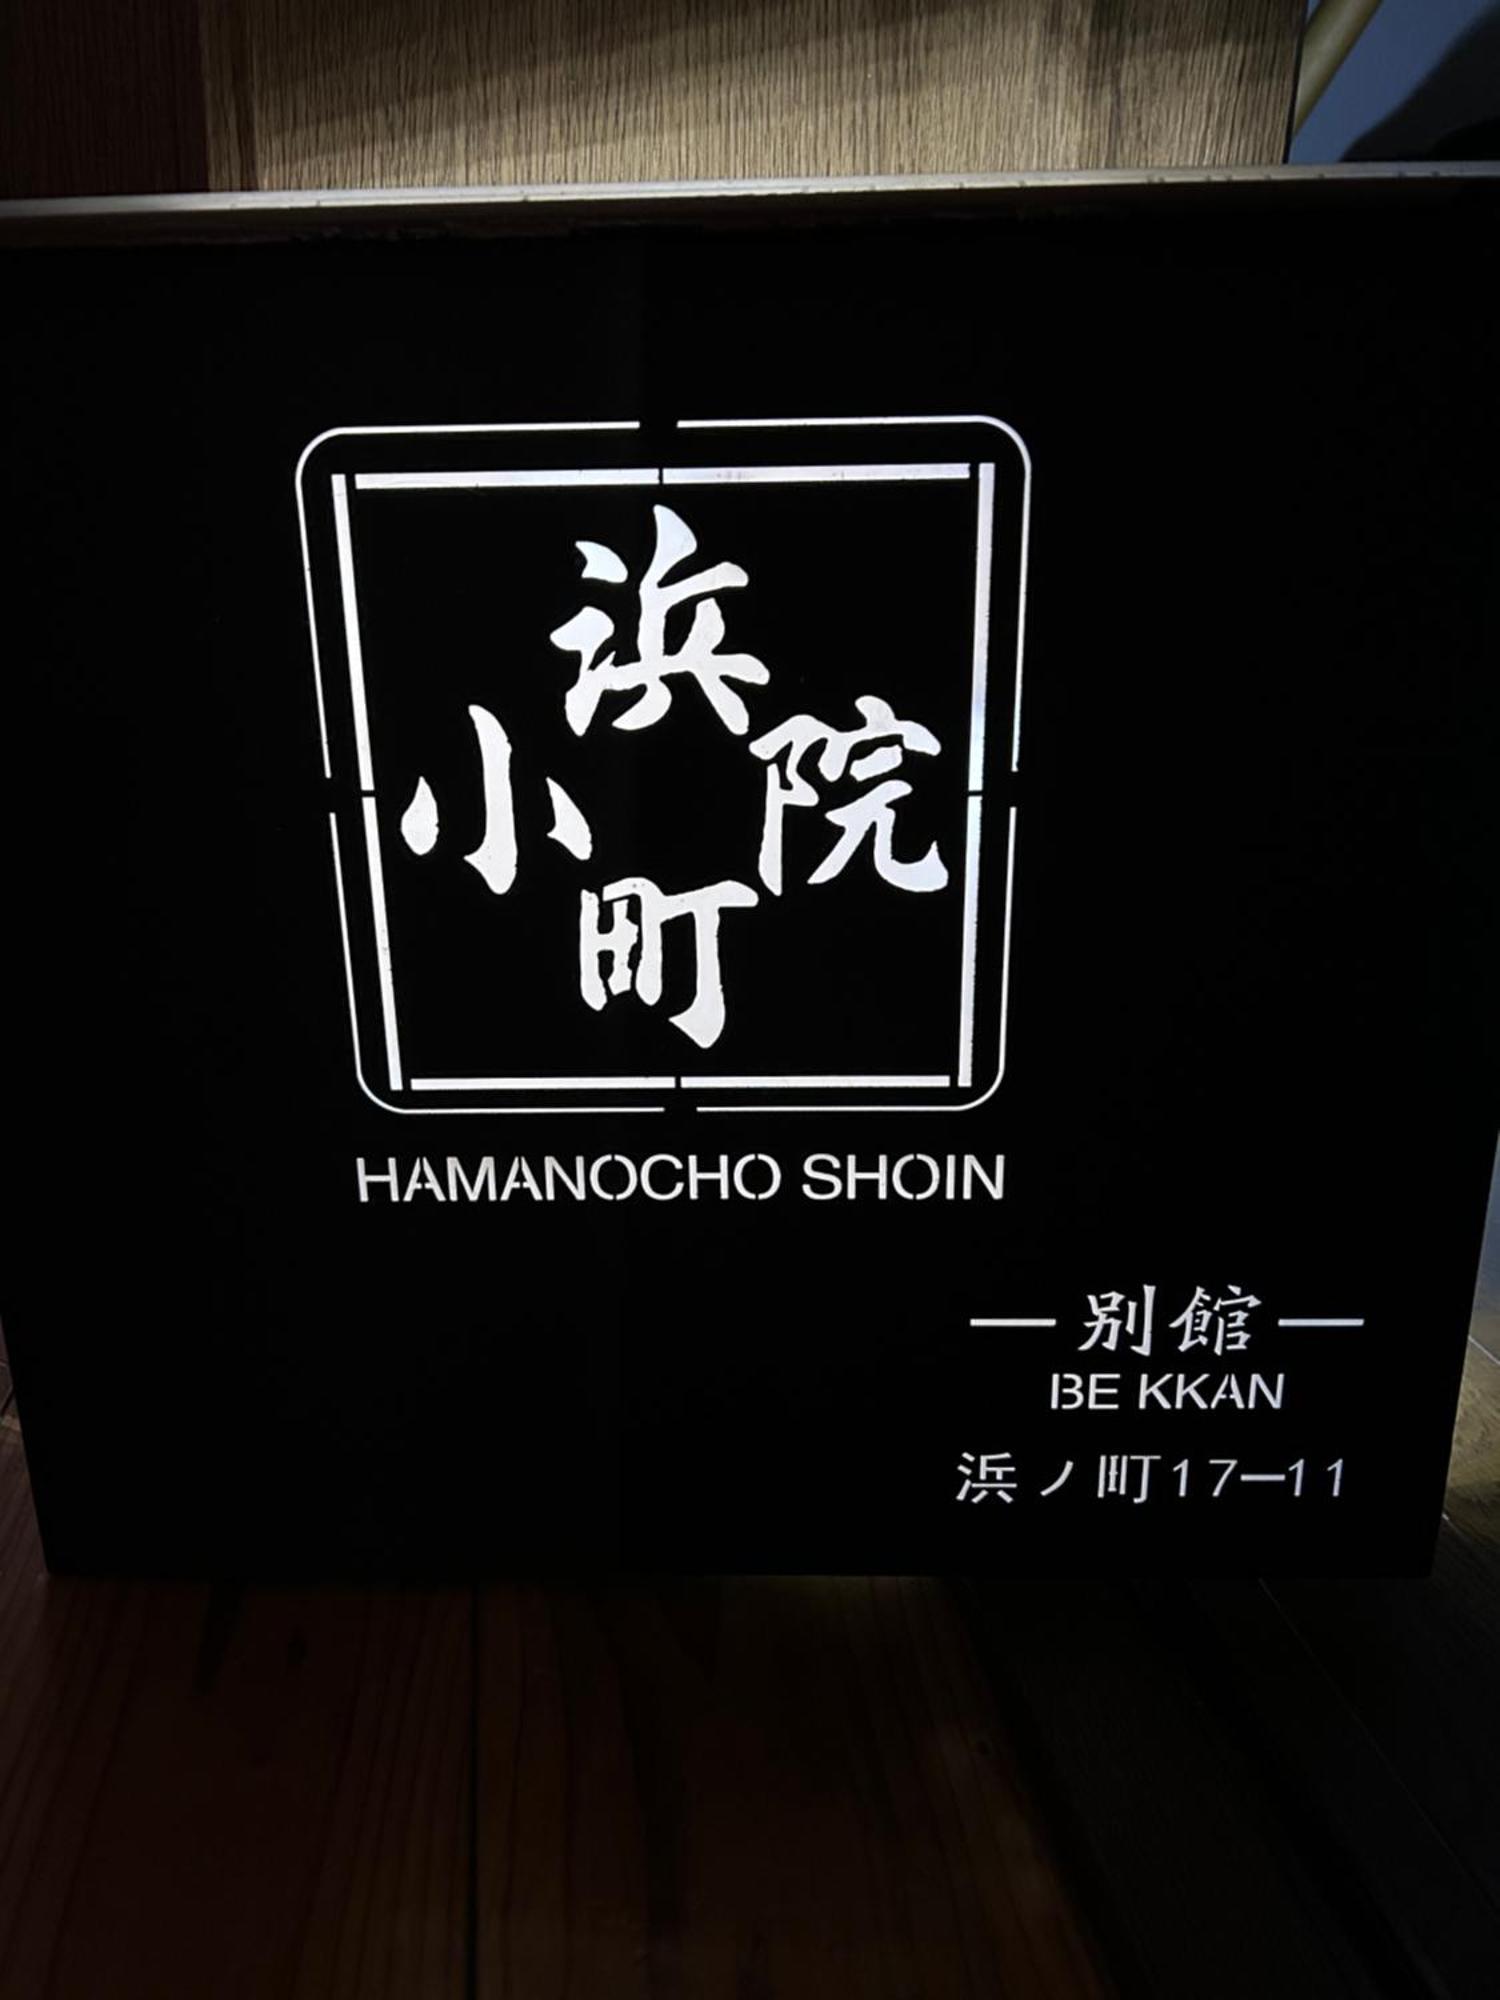 浜
小 院
町
HAMANOCHO SHOIN
別館
BE KKAN
浜ノ町17-11